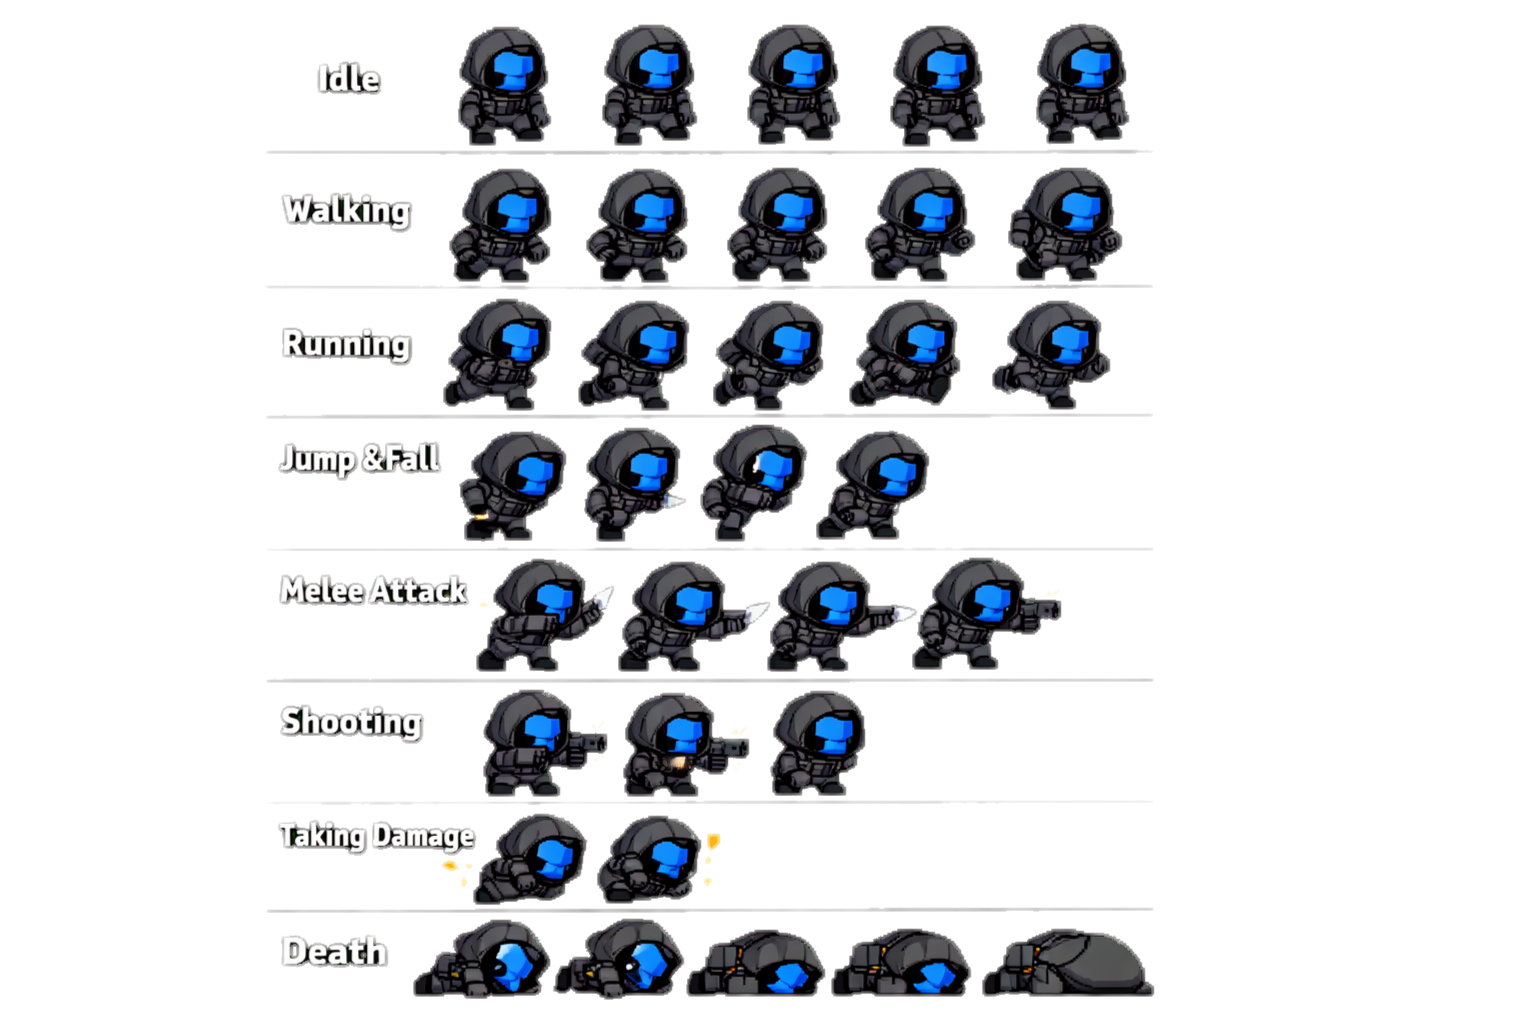 Idle
Walking
Running
Jump &Fall
Melee Attack
Shooting
Taking Damage
Death